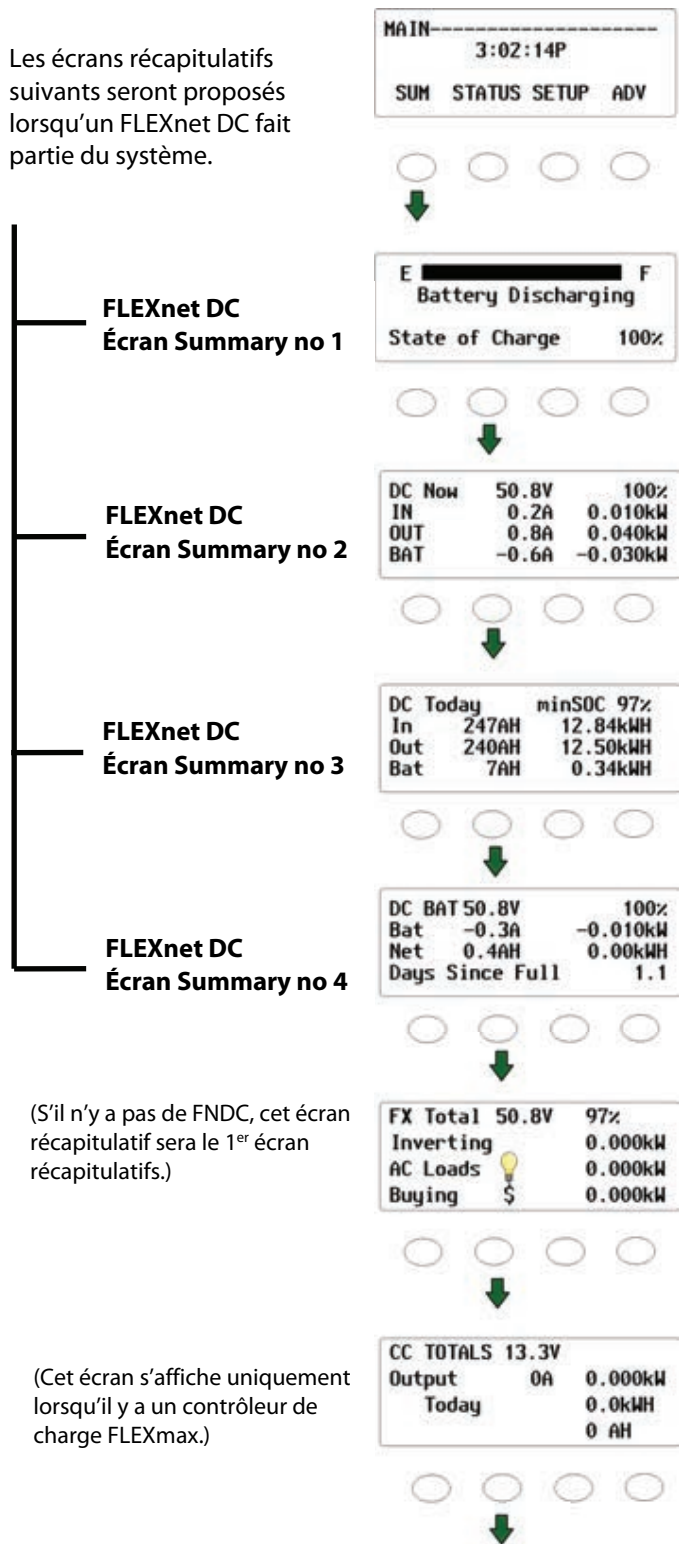 Les écrans récapitulatifs
suivants seront proposés
lorsqu'un FLEXnet DC fait
partie du système.
MAIN---------------------
3:02:14P
SUM STATUS SETUP ADV
FLEXnet DC
Écran Summary no 1
E F
Battery Discharging
State of Charge 100%
FLEXnet DC
Écran Summary no 2
DC Now 50.8V 100%
IN 0.2A 0.010kW
OUT 0.8A 0.040kW
BAT -0.6A -0.030kW
FLEXnet DC
Écran Summary no 3
DC Today minSOC 97%
In 247AH 12.84kWH
Out 240AH 12.50kWH
Bat 7AH 0.34kWH
FLEXnet DC
Écran Summary no 4
DC BAT 50.8V 100%
Bat -0.3A -0.010kW
Net 0.4AH 0.00kWH
Days Since Full 1.1
(S'il n'y a pas de FNDC, cet écran
récapitulatif sera le 1er écran
récapitulatifs.)
FX Total 50.8V 97%
Inverting 0.000kW
AC Loads 0.000kW
Buying $ 0.000kW
(Cet écran s'affiche uniquement
lorsqu'il y a un contrôleur de
charge FLEXmax.)
CC TOTALS 13.3V
Output 0A 0.000kW
Today 0.0kWH
0 AH